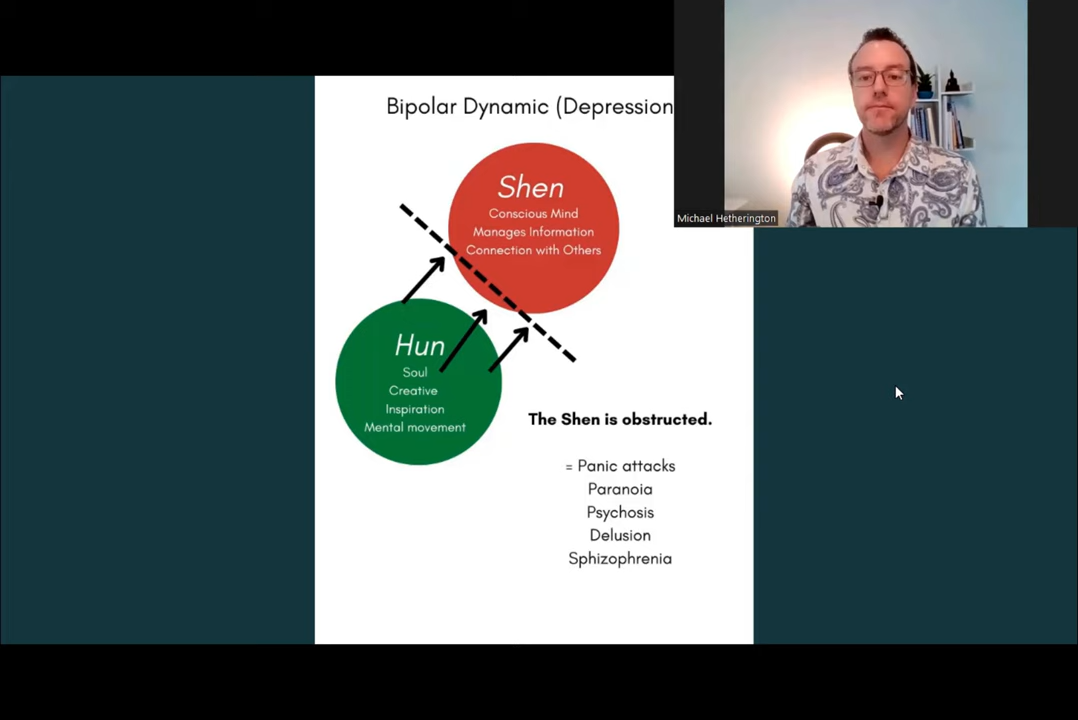 Bipolar Dynamic (Depression
Shen
Conscious Mind
Manages Information
Connection with Others
Michael Hetherington
Hun
Soul
Creative
Inspiration
Mental movement
The Shen is obstructed.
= Panic attacks
Paranoia
Psychosis
Delusion
Sphizophrenia